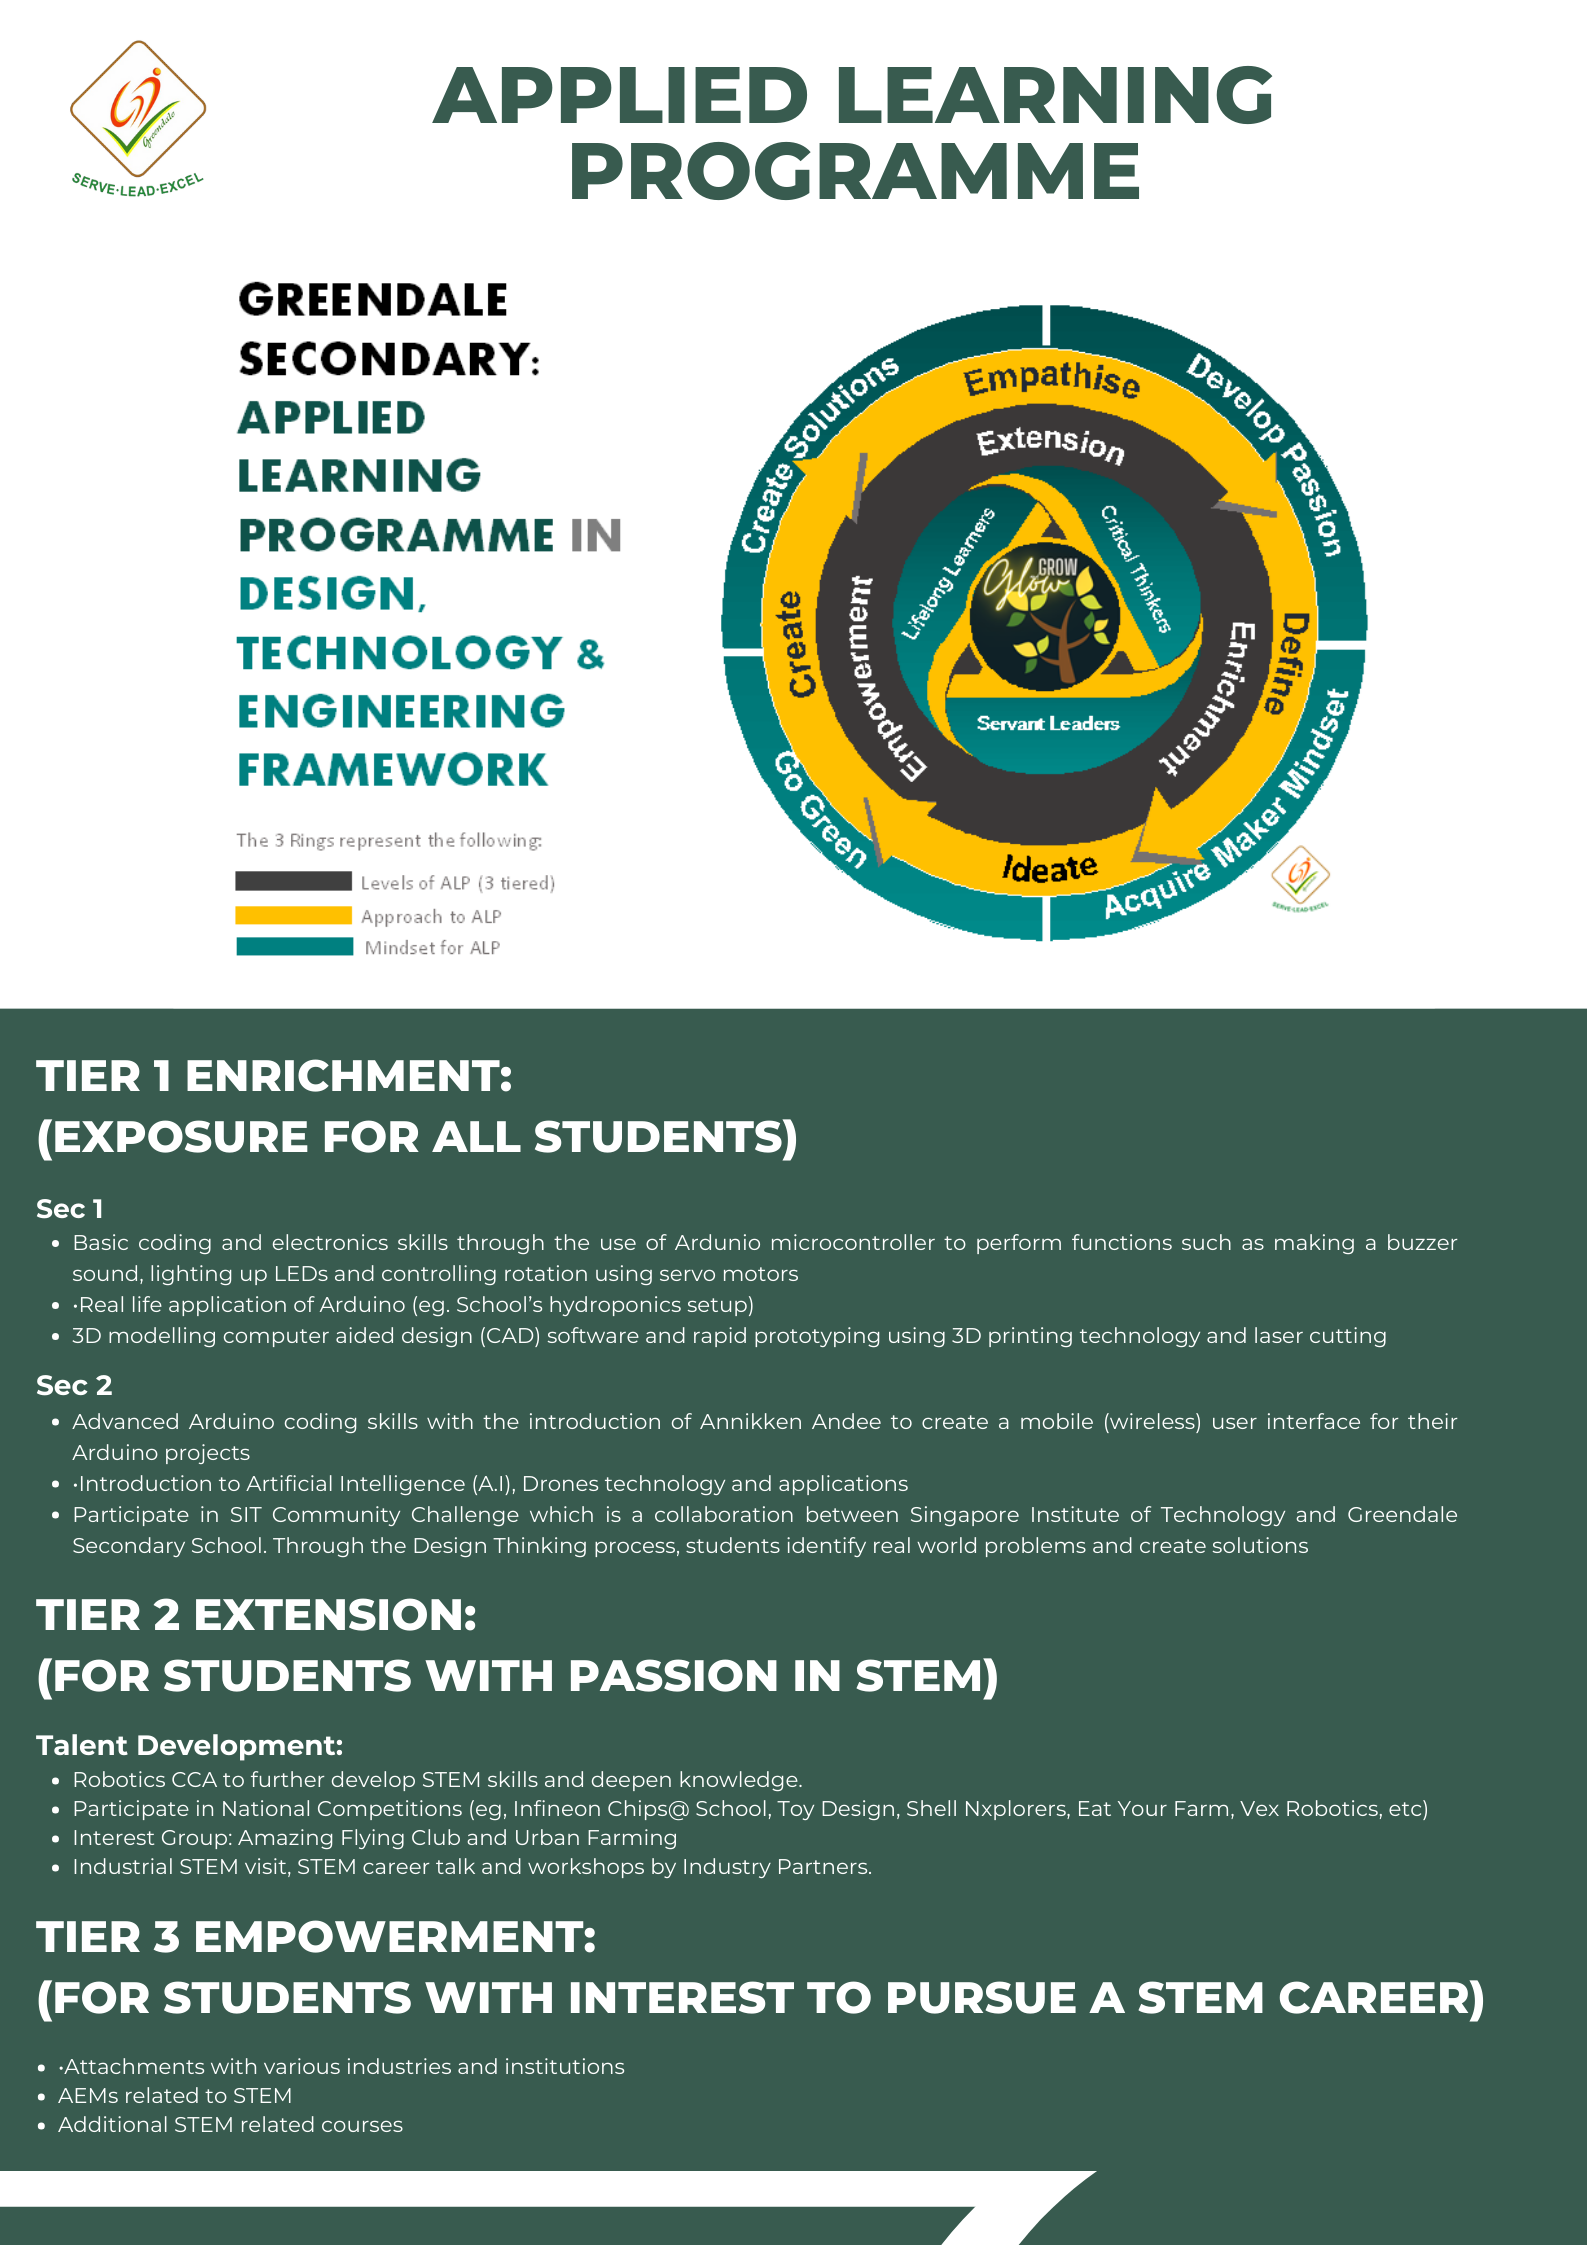 Greendale
SERVE·LEAD·EXCEL
APPLIED LEARNING
PROGRAMME
GREENDALE
SECONDARY:
APPLIED
LEARNING
PROGRAMME IN
DESIGN,
TECHNOLOGY &
ENGINEERING
FRAMEWORK
The 3 Rings represent the following:
Levels of ALP (3 tiered)
Approach to ALP
Mindset for ALP
Create Solutions
Develop Passion
Acquire Maker Mindset
Go Green
Empathise
Define
Ideate
Create
Extension
Enrichment
Empowerment
Lifelong Learners
Critical Thinkers
Servant Leaders
GROW
Glow
SERVE·LEAD·EXCEL
TIER 1 ENRICHMENT:
(EXPOSURE FOR ALL STUDENTS)
Sec 1
• Basic coding and electronics skills through the use of Ardunio microcontroller to perform functions such as making a buzzer
sound, lighting up LEDs and controlling rotation using servo motors
• •Real life application of Arduino (eg. School’s hydroponics setup)
• 3D modelling computer aided design (CAD) software and rapid prototyping using 3D printing technology and laser cutting
Sec 2
• Advanced Arduino coding skills with the introduction of Annikken Andee to create a mobile (wireless) user interface for their
Arduino projects
• •Introduction to Artificial Intelligence (A.I), Drones technology and applications
• Participate in SIT Community Challenge which is a collaboration between Singapore Institute of Technology and Greendale
Secondary School. Through the Design Thinking process, students identify real world problems and create solutions
TIER 2 EXTENSION:
(FOR STUDENTS WITH PASSION IN STEM)
Talent Development:
• Robotics CCA to further develop STEM skills and deepen knowledge.
• Participate in National Competitions (eg, Infineon Chips@ School, Toy Design, Shell Nxplorers, Eat Your Farm, Vex Robotics, etc)
• Interest Group: Amazing Flying Club and Urban Farming
• Industrial STEM visit, STEM career talk and workshops by Industry Partners.
TIER 3 EMPOWERMENT:
(FOR STUDENTS WITH INTEREST TO PURSUE A STEM CAREER)
• •Attachments with various industries and institutions
• AEMs related to STEM
• Additional STEM related courses